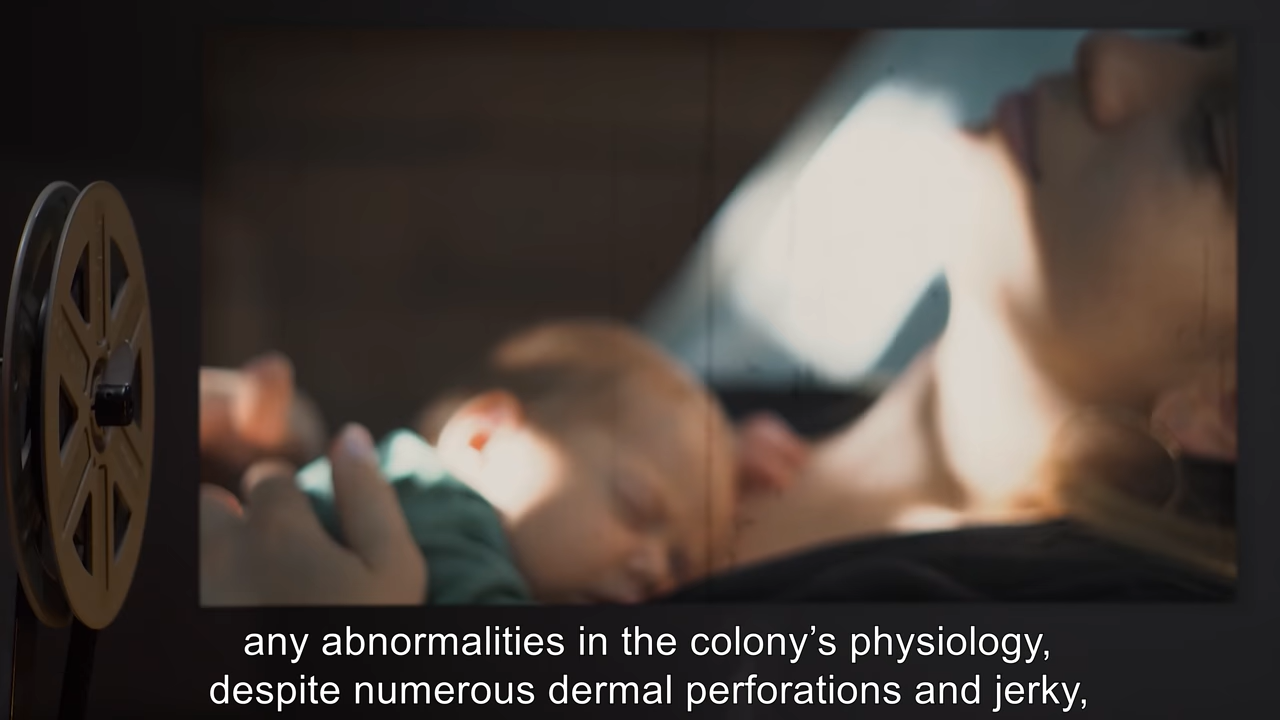 any abnormalities in the colony’s physiology,
despite numerous dermal perforations and jerky,